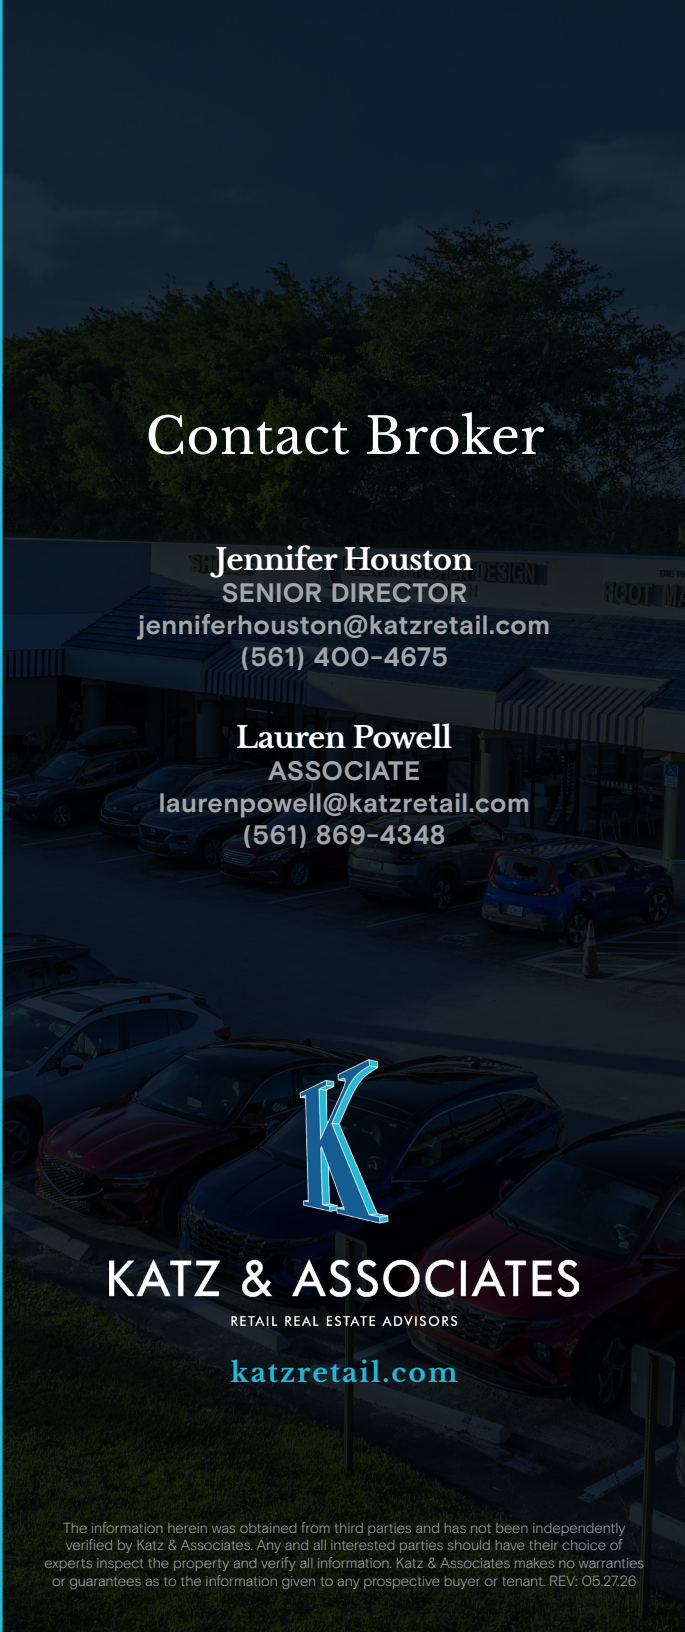 Contact Broker
Jennifer Houston
SENIOR DIRECTOR
jenniferhouston@katzretail.com
(561) 400-4675
Lauren Powell
ASSOCIATE
laurenpowell@katzretail.com
(561) 869-4348
K
KATZ & ASSOCIATES
RETAIL REAL ESTATE ADVISORS
katzretail.com
The information herein was obtained from third parties and has not been independently
verified by Katz & Associates. Any and all interested parties should have their choice of
experts inspect the property and verify all information. Katz & Associates makes no warranties
or guarantees as to the information given to any prospective buyer or tenant. REV: 05.27.26